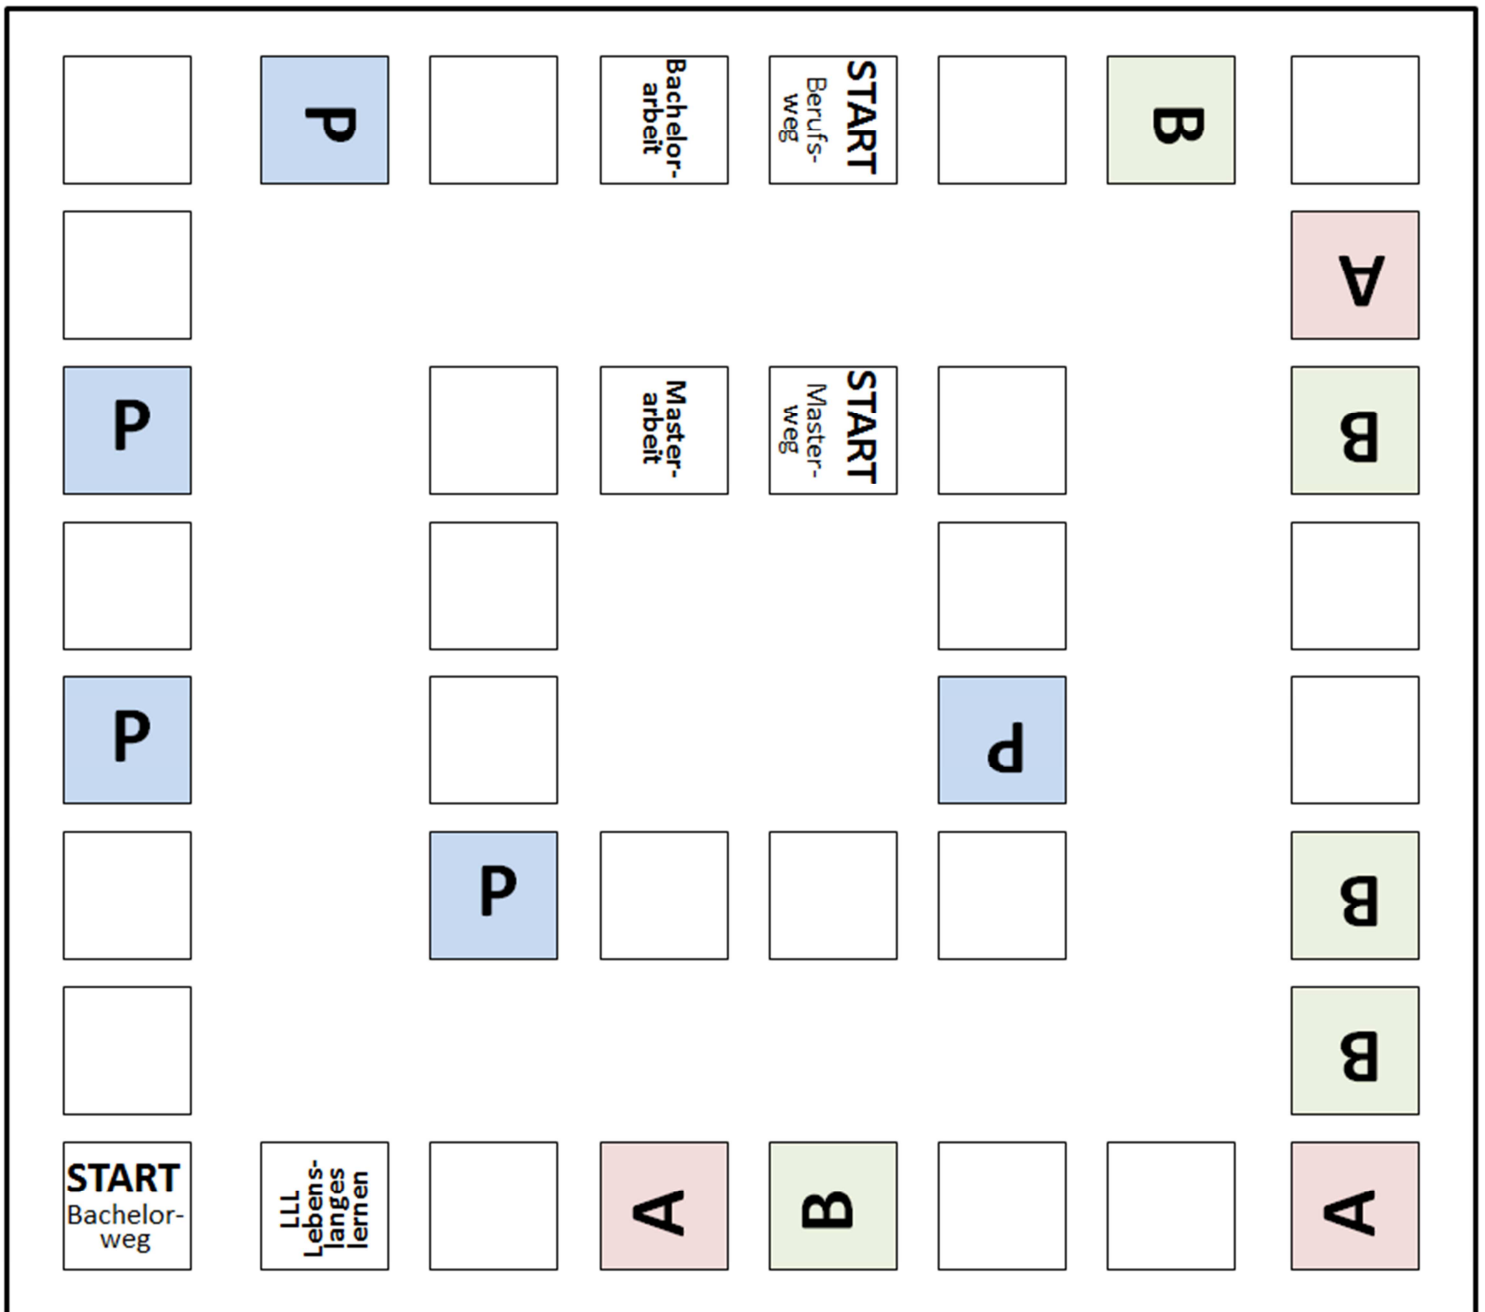 P
Bachelor-
arbeit
START
Berufs-
weg
B
A
P
Master-
arbeit
START
Master-
weg
B
P
P
P
B
B
START
Bachelor-
weg
LLL
Lebens-
langes
lernen
A
B
A